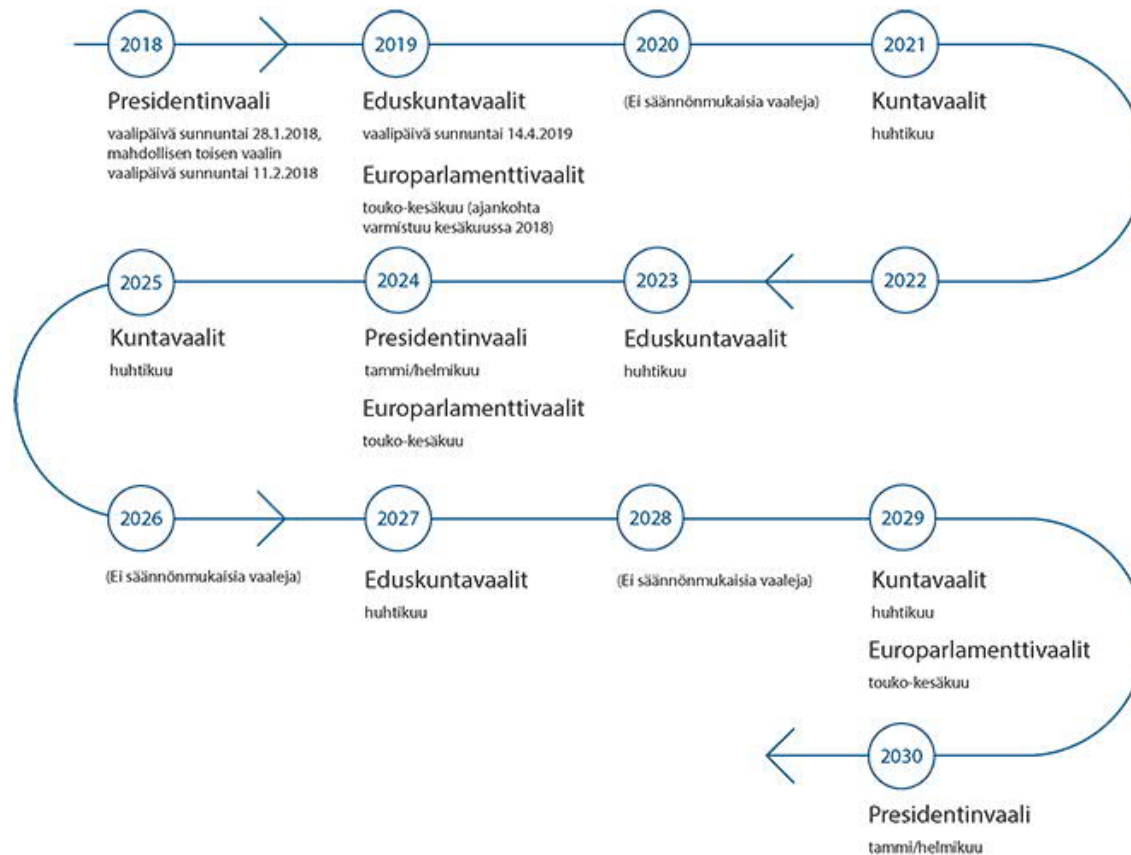 2018
Presidentinvaali
vaalipäivä sunnuntai 28.1.2018,
mahdollisen toisen vaalin
vaalipäivä sunnuntai 11.2.2018
2019
Eduskuntavaalit
vaalipäivä sunnuntai 14.4.2019
Europarlamenttivaalit
touko-kesäkuu (ajankohta
varmistuu kesäkuussa 2018)
2020
(Ei säännönmukaisia vaaleja)
2021
Kuntavaalit
huhtikuu
2022
2023
Eduskuntavaalit
huhtikuu
2024
Presidentinvaali
tammi/helmikuu
Europarlamenttivaalit
touko-kesäkuu
2025
Kuntavaalit
huhtikuu
2026
(Ei säännönmukaisia vaaleja)
2027
Eduskuntavaalit
huhtikuu
2028
(Ei säännönmukaisia vaaleja)
2029
Kuntavaalit
huhtikuu
Europarlamenttivaalit
touko-kesäkuu
2030
Presidentinvaali
tammi/helmikuu